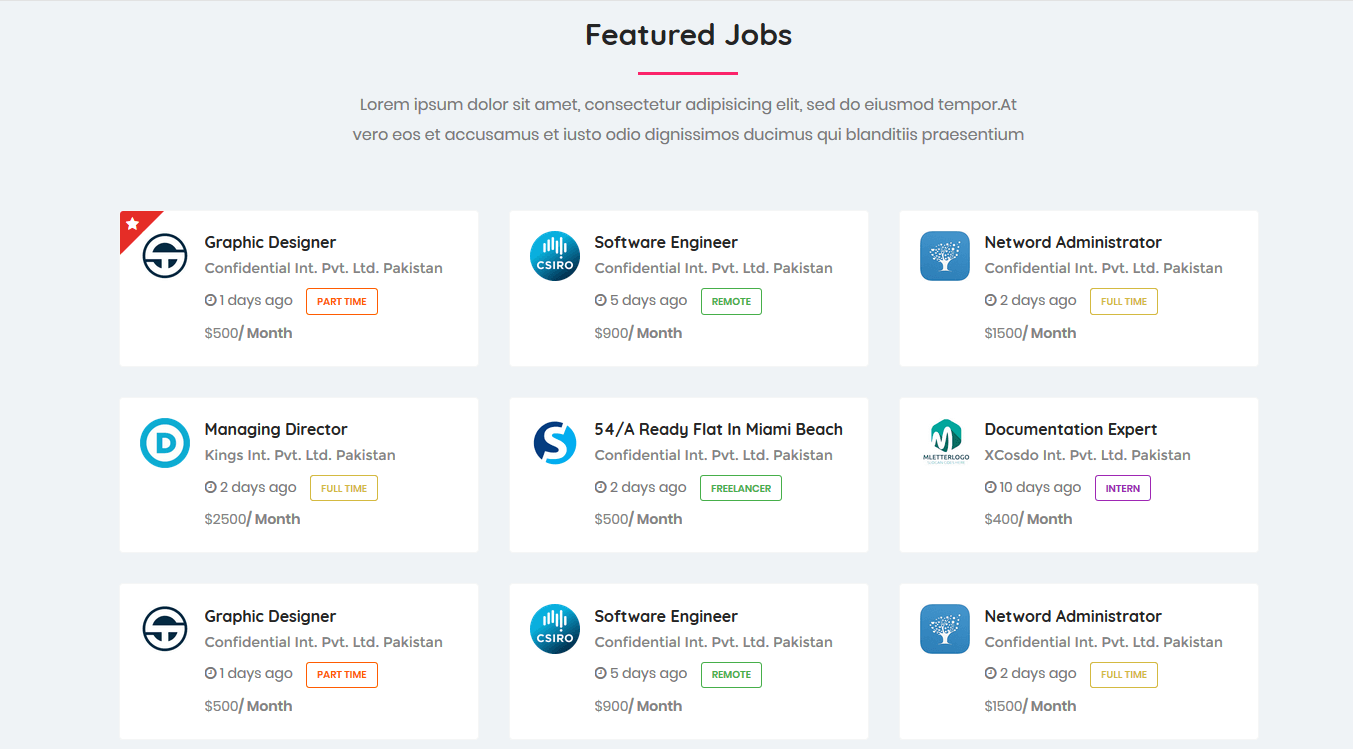 Featured Jobs
Lorem ipsum dolor sit amet, consectetur adipisicing elit, sed do eiusmod tempor.At
vero eos et accusamus et iusto odio dignissimos ducimus qui blanditiis praesentium
Graphic Designer
Confidential Int. Pvt. Ltd. Pakistan
1 days ago PART TIME
$500/ Month
CSIRO
Software Engineer
Confidential Int. Pvt. Ltd. Pakistan
5 days ago REMOTE
$900/ Month
Netword Administrator
Confidential Int. Pvt. Ltd. Pakistan
2 days ago FULL TIME
$1500/ Month
D
Managing Director
Kings Int. Pvt. Ltd. Pakistan
2 days ago FULL TIME
$2500/ Month
S
54/A Ready Flat In Miami Beach
Confidential Int. Pvt. Ltd. Pakistan
2 days ago FREELANCER
$500/ Month
M
MLETTERLOGO
Documentation Expert
XCosdo Int. Pvt. Ltd. Pakistan
10 days ago INTERN
$400/ Month
Graphic Designer
Confidential Int. Pvt. Ltd. Pakistan
1 days ago PART TIME
$500/ Month
CSIRO
Software Engineer
Confidential Int. Pvt. Ltd. Pakistan
5 days ago REMOTE
$900/ Month
Netword Administrator
Confidential Int. Pvt. Ltd. Pakistan
2 days ago FULL TIME
$1500/ Month